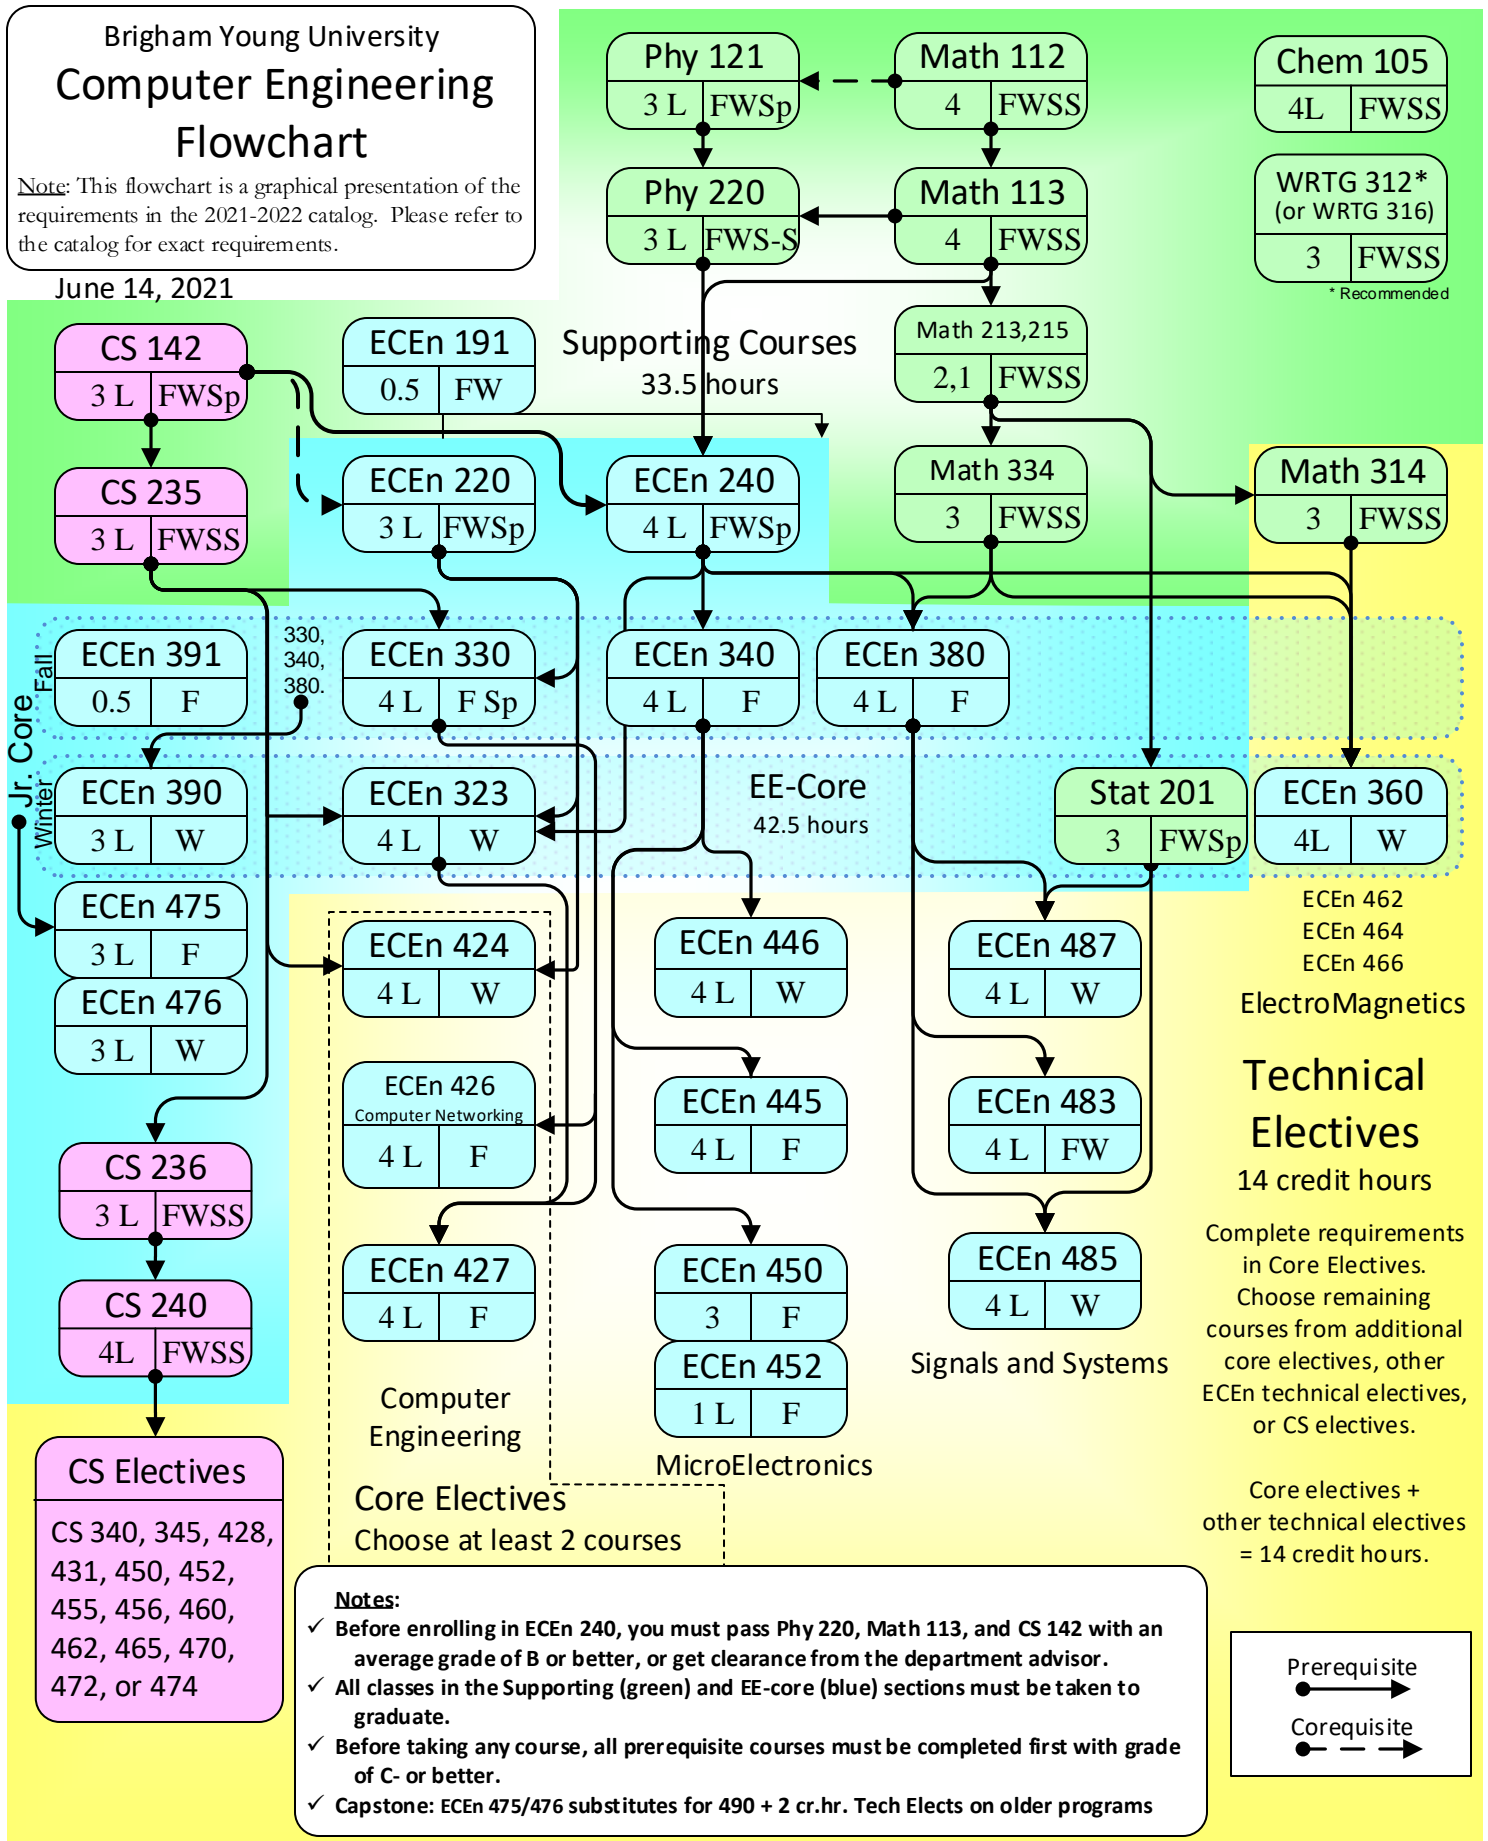 Brigham Young University
Computer Engineering
Flowchart
Note: This flowchart is a graphical presentation of the
requirements in the 2021-2022 catalog. Please refer to
the catalog for exact requirements.
June 14, 2021
Phy 121
3 L FWSp
Math 112
4 FWSS
Chem 105
4L FWSS
Phy 220
3 L FWS-S
Math 113
4 FWSS
WRTG 312*
(or WRTG 316)
3 FWSS
* Recommended
CS 142
3 L FWSp
ECEn 191
0.5 FW
Supporting Courses
33.5 hours
Math 213,215
2,1 FWSS
CS 235
3 L FWSS
ECEn 220
3 L FWSp
ECEn 240
4 L FWSp
Math 334
3 FWSS
Math 314
3 FWSS
Jr. Core
Fall
ECEn 391
0.5 F
330,
340,
380.
ECEn 330
4 L F Sp
ECEn 340
4 L F
ECEn 380
4 L F
Winter
ECEn 390
3 L W
ECEn 323
4 L W
EE-Core
42.5 hours
Stat 201
3 FWSp
ECEn 360
4L W
ECEn 475
3 L F
ECEn 476
3 L W
ECEn 424
4 L W
ECEn 446
4 L W
ECEn 487
4 L W
ECEn 462
ECEn 464
ECEn 466
ElectroMagnetics
ECEn 426
Computer Networking
4 L F
ECEn 445
4 L F
ECEn 483
4 L FW
Technical
Electives
14 credit hours
Complete requirements
in Core Electives.
Choose remaining
courses from additional
core electives, other
ECEn technical electives,
or CS electives.
Core electives +
other technical electives
= 14 credit hours.
CS 236
3 L FWSS
CS 240
4L FWSS
ECEn 427
4 L F
ECEn 450
3 F
ECEn 452
1 L F
ECEn 485
4 L W
Signals and Systems
Computer
Engineering
MicroElectronics
CS Electives
CS 340, 345, 428,
431, 450, 452,
455, 456, 460,
462, 465, 470,
472, or 474
Core Electives
Choose at least 2 courses
Notes:
✓ Before enrolling in ECEn 240, you must pass Phy 220, Math 113, and CS 142 with an
average grade of B or better, or get clearance from the department advisor.
✓ All classes in the Supporting (green) and EE-core (blue) sections must be taken to
graduate.
✓ Before taking any course, all prerequisite courses must be completed first with grade
of C- or better.
✓ Capstone: ECEn 475/476 substitutes for 490 + 2 cr.hr. Tech Elects on older programs
Prerequisite
Corequisite